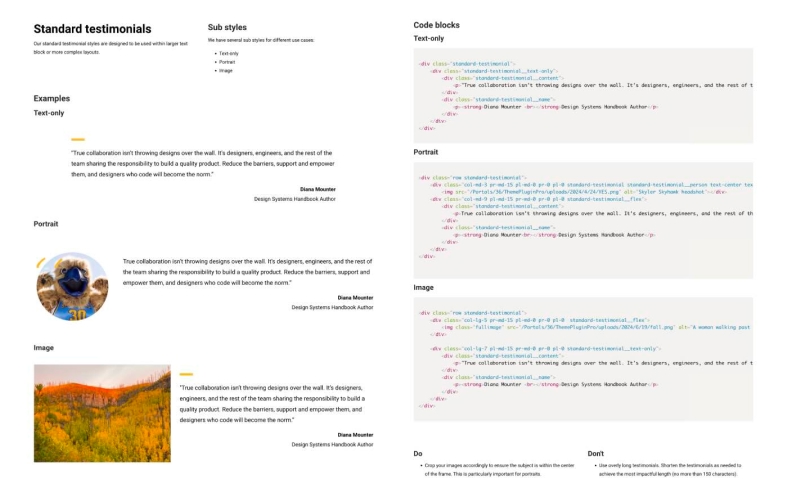 Standard testimonials
Our standard testimonial styles are designed to be used within larger text
block or more complex layouts.
Sub styles
We have several sub styles for different use cases:
• Text-only
• Portrait
• Image
Examples
Text-only
"True collaboration isn't throwing designs over the wall. It's designers, engineers, and the rest of the
team sharing the responsibility to build a quality product. Reduce the barriers, support and empower
them, and designers who code will become the norm."
Diana Mounter
Design Systems Handbook Author
Portrait
True collaboration isn't throwing designs over the wall. It's designers, engineers, and the rest of
the team sharing the responsibility to build a quality product. Reduce the barriers, support and
empower them, and designers who code will become the norm."
Diana Mounter
Design Systems Handbook Author
Image
"True collaboration isn't throwing designs over the wall. It's designers,
engineers, and the rest of the team sharing the responsibility to build a
quality product. Reduce the barriers, support and empower them, and
designers who code will become the norm."
Diana Mounter
Design Systems Handbook Author
Code blocks
Text-only
<div class="standard-testimonial">
<div class="standard-testimonial__text-only">
<div class="standard-testimonial__content">
<p>"True collaboration isn't throwing designs over the wall. It's designers, engineers, and the rest of t
</div>
<div class="standard-testimonial__name">
<p><strong>Diana Mounter <br></strong>Design Systems Handbook Author</p>
</div>
</div>
</div>
Portrait
<div class="row standard-testimonial">
<div class="col-md-3 pr-md-15 pl-md-0 pr-0 pl-0 standard-testimonial standard-testimonial__person text-center tex
<img src="/Portals/36/ThemePluginPro/uploads/2024/4/24/YES.png" alt="Skylor SkyHawk headshot"></div>
<div class="col-md-9 pl-md-15 pr-md-0 pr-0 pl-0 standard-testimonial__flex">
<div class="standard-testimonial__content">
<p>True collaboration isn't throwing designs over the wall. It's designers, engineers, and the rest of th
</div>
<div class="standard-testimonial__name">
<p><strong>Diana Mounter<br></strong>Design Systems Handbook Author</p>
</div>
</div>
</div>
Image
<div class="row standard-testimonial">
<div class="col-lg-5 pl-md-15 pr-md-0 pr-0 pl-0 standard-testimonial__flex">
<img class="fullimage" src="/Portals/36/ThemePluginPro/uploads/2024/6/19/fall.png" alt="A woman walking past
</div>
<div class="col-lg-7 pl-md-15 pr-md-0 pr-0 pl-0 standard-testimonial__text-only">
<div class="standard-testimonial__content">
<p>"True collaboration isn't throwing designs over the wall. It's designers, engineers, and the rest of t
</div>
<div class="standard-testimonial__name">
<p><strong>Diana Mounter <br></strong>Design Systems Handbook Author</p>
</div>
</div>
</div>
Do
• Crop your images accordingly to ensure the subject is within the center
of the frame. This is particularly important for portraits.
Don't
• Use overly long testimonials. Shorten the testimonials as needed to
achieve the most impactful length (no more than 150 characters).